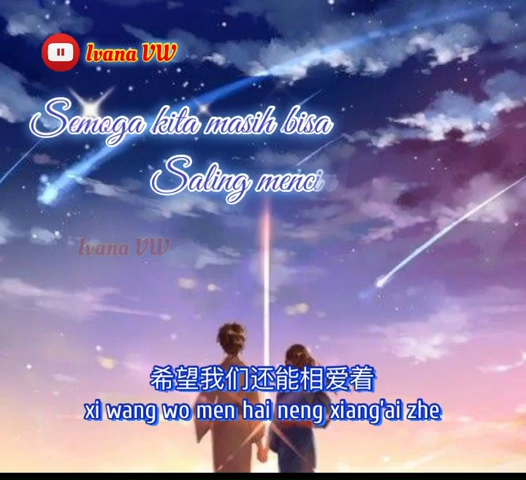 Ivana VW
Semoga kita masih bisa
Saling menci
Ivana VW
希望我们还能相爱着
xi wang wo men hai neng xiang'ai zhe